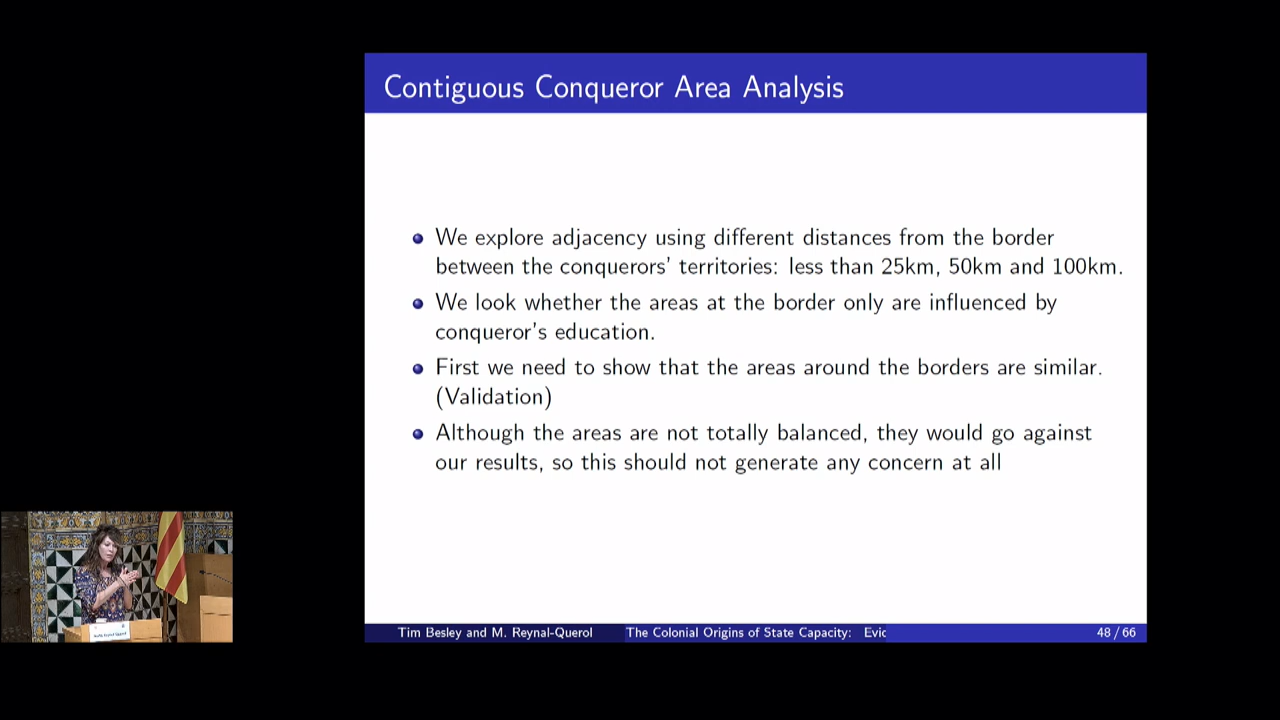 Contiguous Conqueror Area Analysis
We explore adjacency using different distances from the border
between the conquerors' territories: less than 25km, 50km and 100km.
We look whether the areas at the border only are influenced by
conqueror's education.
First we need to show that the areas around the borders are similar.
(Validation)
Although the areas are not totally balanced, they would go against
our results, so this should not generate any concern at all
Tim Besley and M. Reynal-Querol
The Colonial Origins of State Capacity: Evic
48 / 66